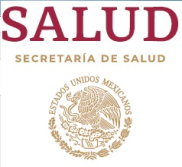 SALUD
SECRETARÍA DE SALUD
ESTADOS UNIDOS MEXICANOS